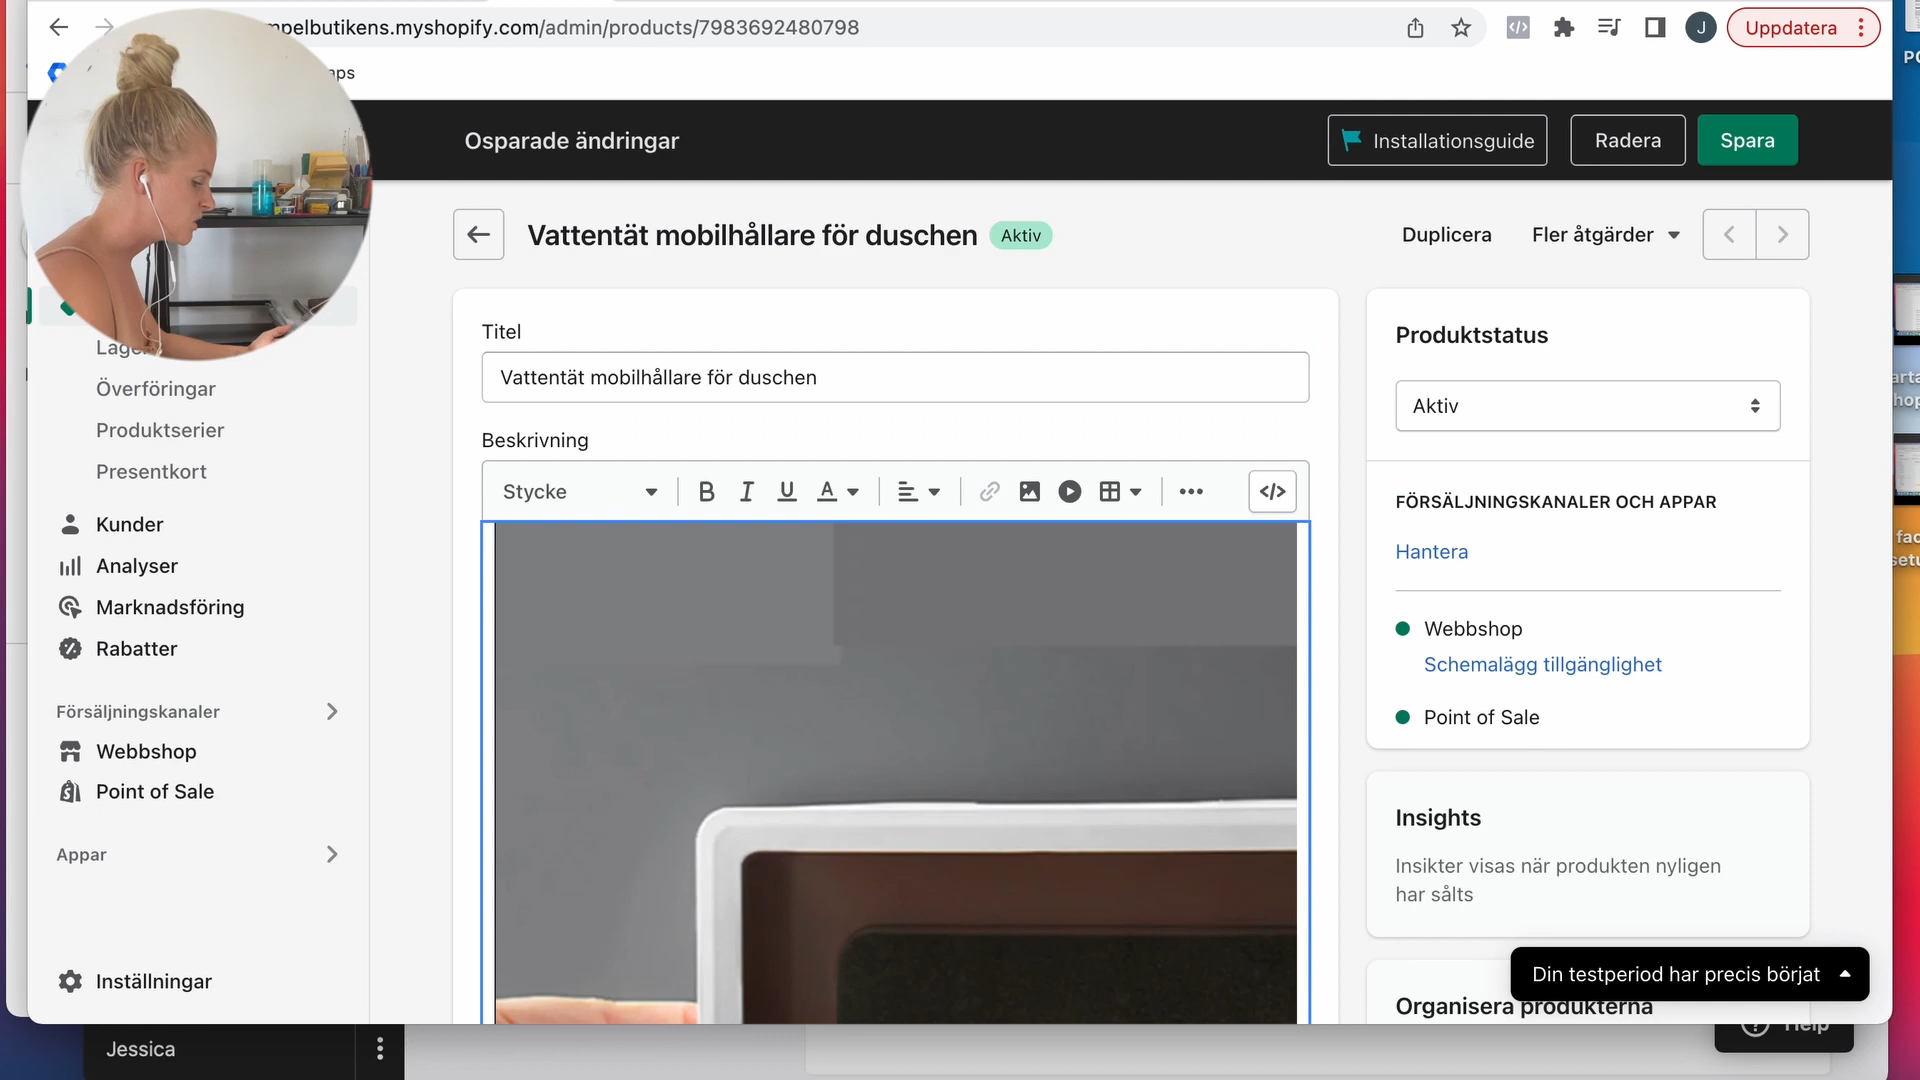 mpelbutikens.myshopify.com/admin/products/7983692480798
J
Uppdatera
aps
Osparade ändringar
Installationsguide
Radera
Spara
Vattentät mobilhållare för duschen
Aktiv
Duplicera
Fler åtgärder
Lage
Överföringar
Produktserier
Presentkort
Kunder
Analyser
Marknadsföring
Rabatter
Försäljningskanaler
Webbshop
Point of Sale
Appar
Inställningar
Jessica
Titel
Vattentät mobilhållare för duschen
Beskrivning
Stycke
B I U A
</>
Produktstatus
Aktiv
FÖRSÄLJNINGSKANALER OCH APPAR
Hantera
Webbshop
Schemalägg tillgänglighet
Point of Sale
Insights
Insikter visas när produkten nyligen
har sålts
Din testperiod har precis börjat
Organisera produkterna
Help